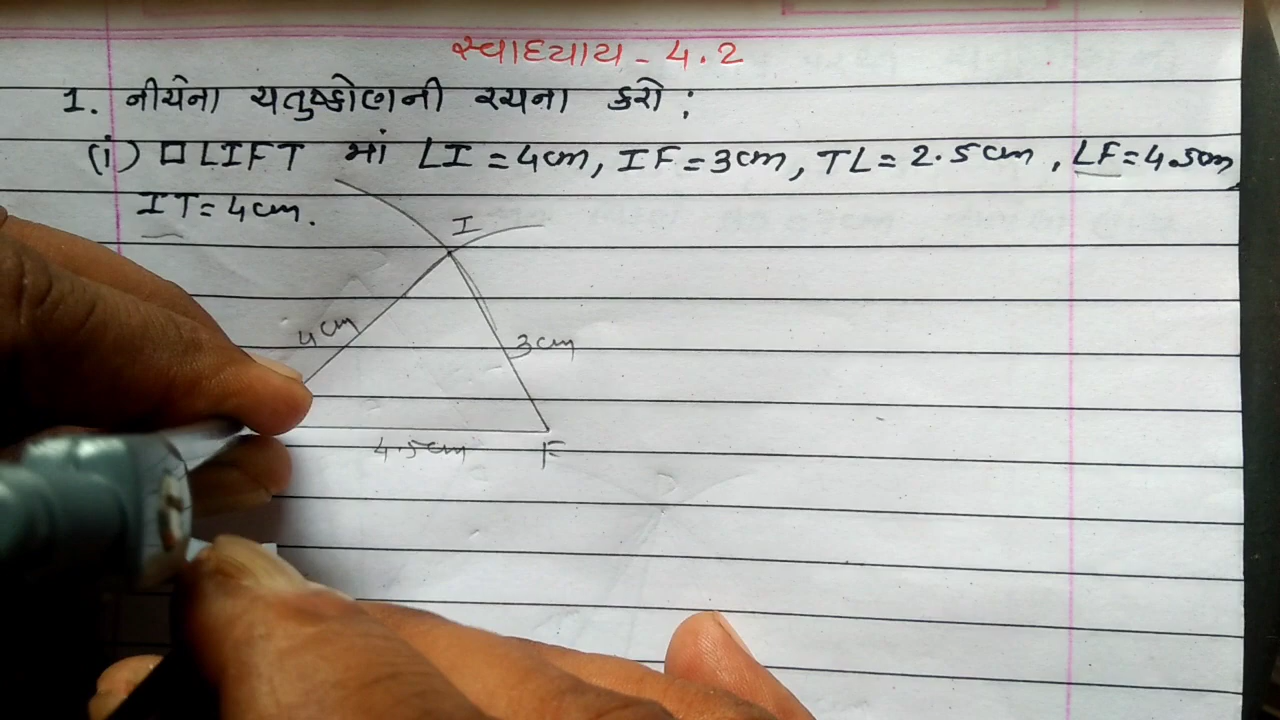 સ્વાધ્યાય - 4.2
1. નીચેના ચતુષ્કોણની રચના કરો :
(i) □ LIFT માં LI = 4cm, IF = 3cm, TL = 2.5cm, LF = 4.5cm
IT = 4cm.
I
4cm
3cm
4.5cm
F